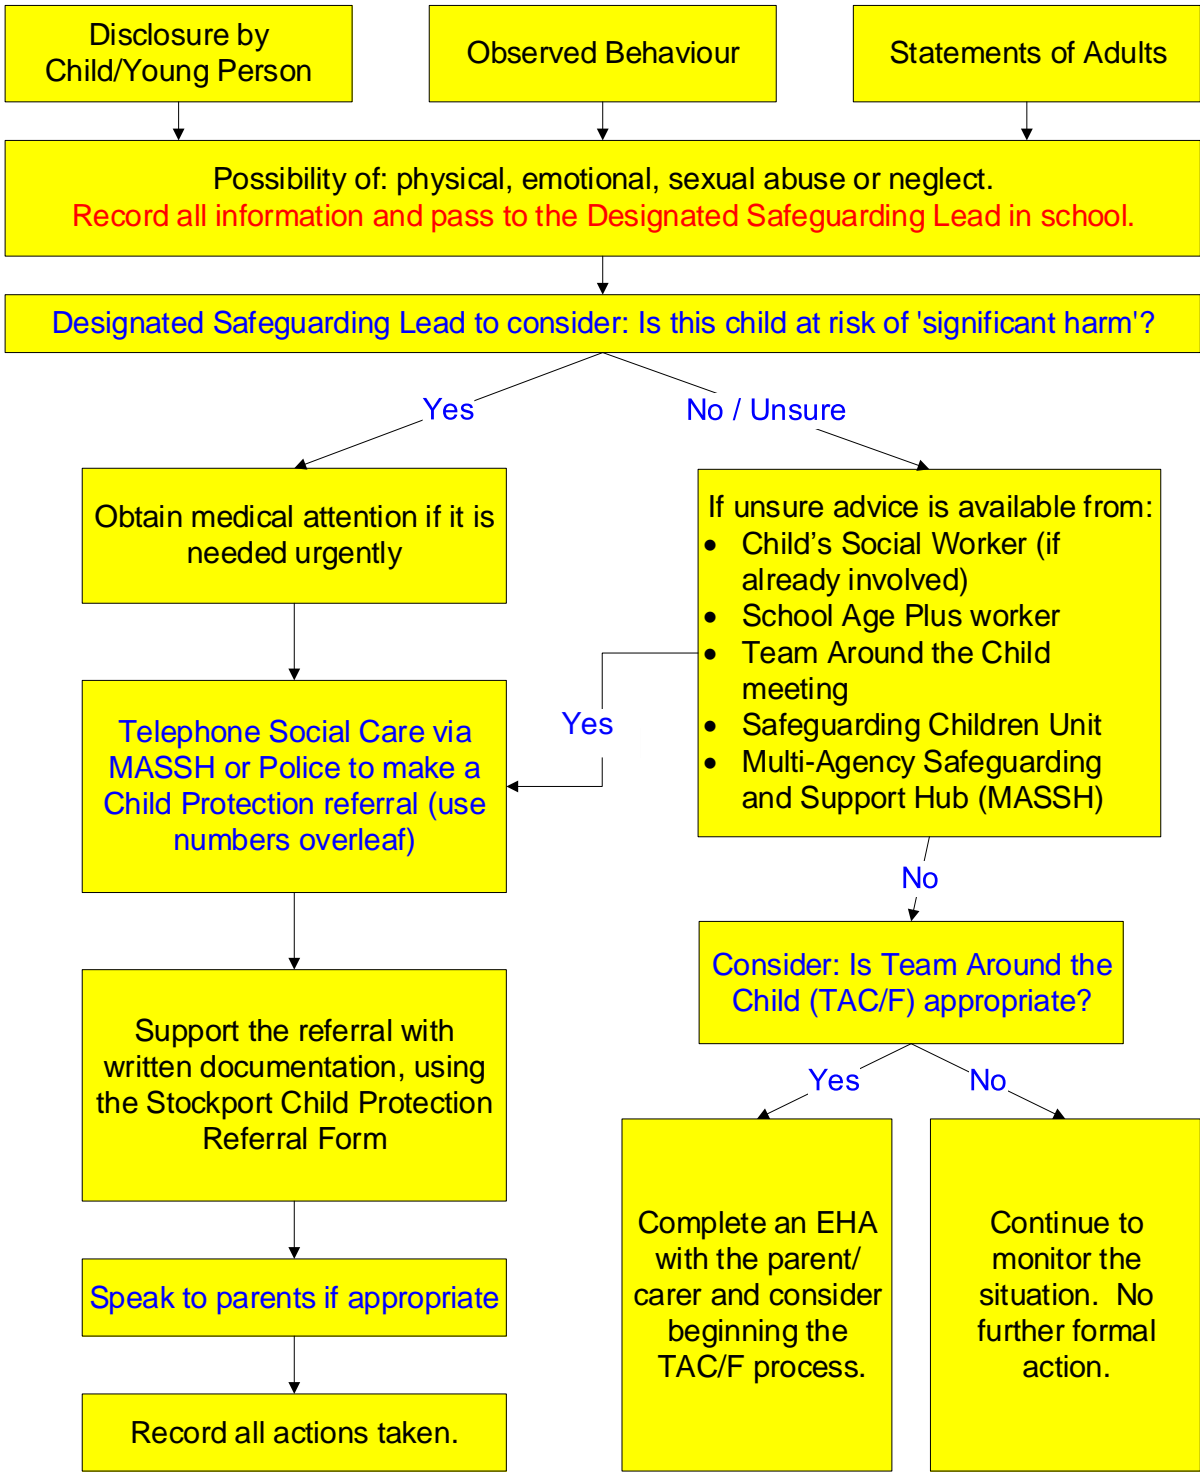 Disclosure by
Child/Young Person
Observed Behaviour
Statements of Adults
Possibility of: physical, emotional, sexual abuse or neglect.
Record all information and pass to the Designated Safeguarding Lead in school.
Designated Safeguarding Lead to consider: Is this child at risk of 'significant harm'?
Yes
No / Unsure
Obtain medical attention if it is
needed urgently
If unsure advice is available from:
• Child’s Social Worker (if
already involved)
• School Age Plus worker
• Team Around the Child
meeting
• Safeguarding Children Unit
• Multi-Agency Safeguarding
and Support Hub (MASSH)
Yes
Telephone Social Care via
MASSH or Police to make a
Child Protection referral (use
numbers overleaf)
No
Consider: Is Team Around the
Child (TAC/F) appropriate?
Support the referral with
written documentation, using
the Stockport Child Protection
Referral Form
Yes
No
Complete an EHA
with the parent/
carer and consider
beginning the
TAC/F process.
Continue to
monitor the
situation.  No
further formal
action.
Speak to parents if appropriate
Record all actions taken.